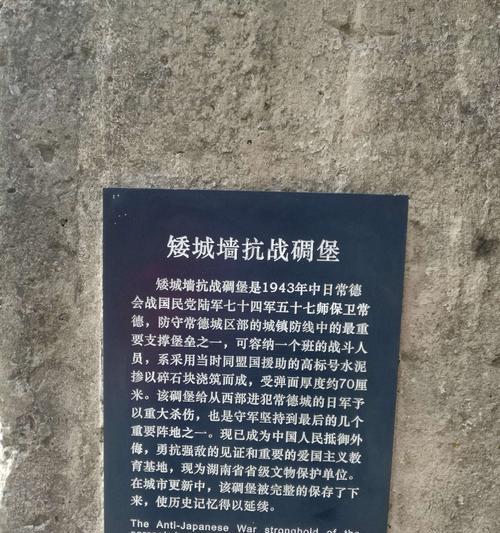 矮城墙抗战碉堡
矮城墙抗战碉堡是1943年中日常德
会战国民党陆军七十四军五十七师保卫常
德，防守常德城区部的城镇防线中的最重
要支撑堡垒之一，可容纳一个班的战斗人
员，系采用当时同盟国援助的高标号水泥
掺以碎石块浇筑而成，受弹面厚度约70厘
米。该碉堡给从西部进犯常德城的日军予
以重大杀伤，也是守军坚持到最后的几个
重要阵地之一。现已成为中国人民抵御外
侮，勇抗强敌的见证和重要的爱国主义教
育基地，现为湖南省省级文物保护单位。
在城市更新中，该碉堡被完整的保存了下
来，使历史记忆得以延续。
The Anti-Japanese War stronghold of the